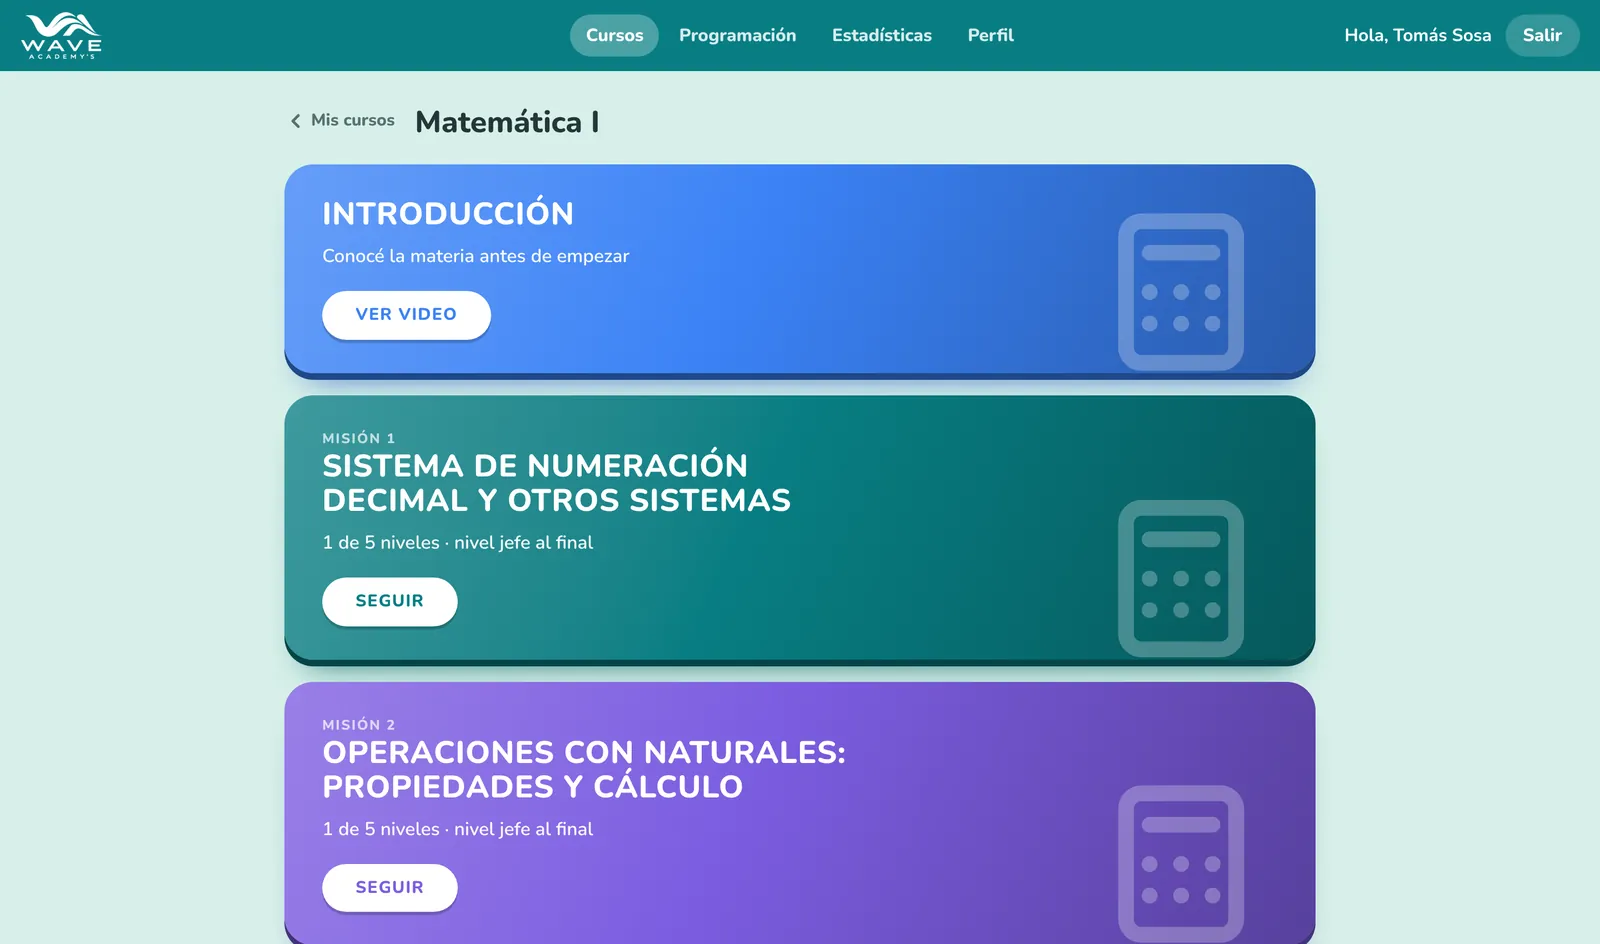 WAVE
ACADEMY'S
Cursos
Programación
Estadísticas
Perfil
Hola, Tomás Sosa
Salir
Mis cursos
Matemática I
INTRODUCCIÓN
Conocé la materia antes de empezar
VER VIDEO
MISIÓN 1
SISTEMA DE NUMERACIÓN
DECIMAL Y OTROS SISTEMAS
1 de 5 niveles · nivel jefe al final
SEGUIR
MISIÓN 2
OPERACIONES CON NATURALES:
PROPIEDADES Y CÁLCULO
1 de 5 niveles · nivel jefe al final
SEGUIR